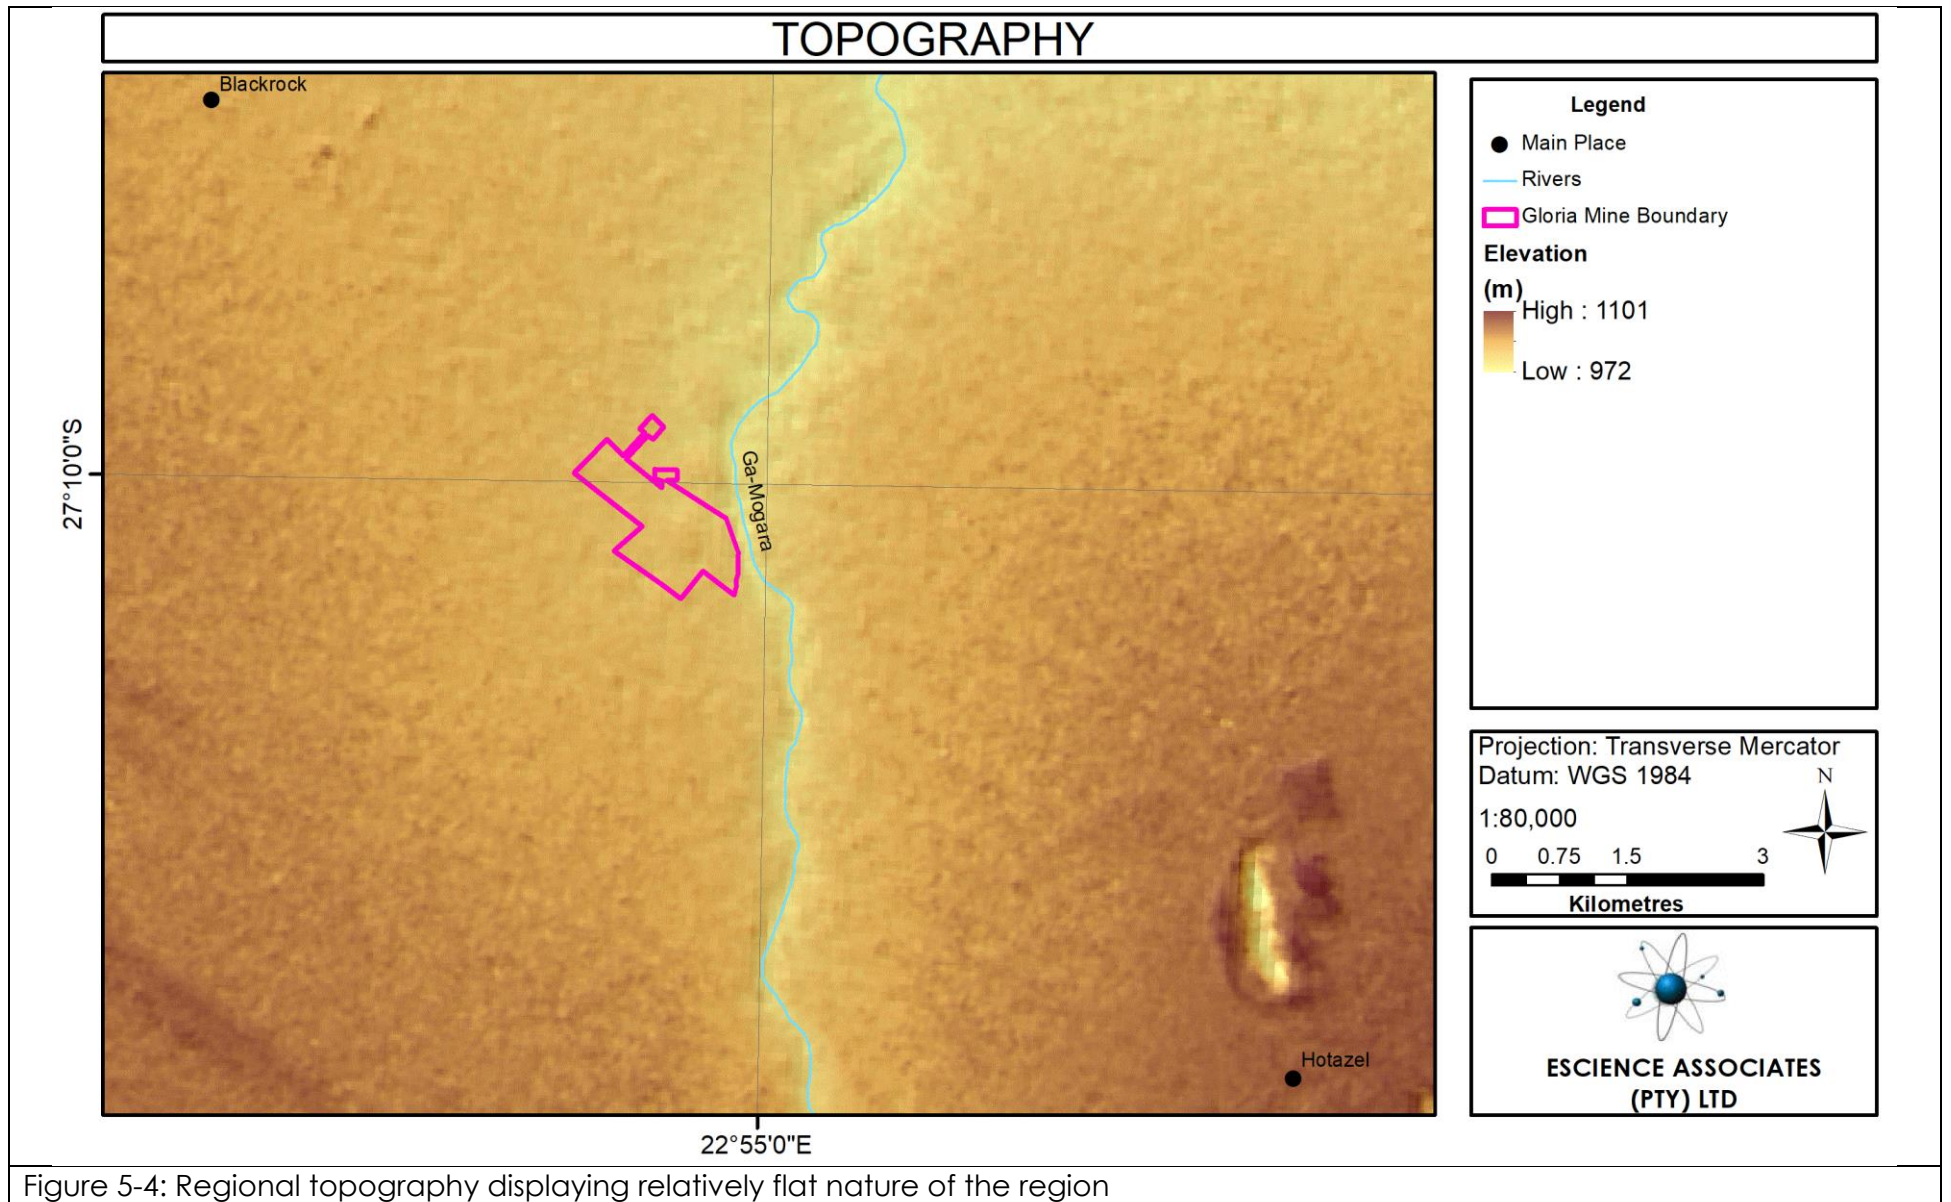 TOPOGRAPHY
Blackrock
Ga-Mogara
Hotazel
27°10'0"S
22°55'0"E
Legend
Main Place
Rivers
Gloria Mine Boundary
Elevation
(m)
High : 1101
Low : 972
Projection: Transverse Mercator
Datum: WGS 1984
N
1:80,000
0 0.75 1.5 3
Kilometres
ESCIENCE ASSOCIATES
(PTY) LTD
Figure 5-4: Regional topography displaying relatively flat nature of the region